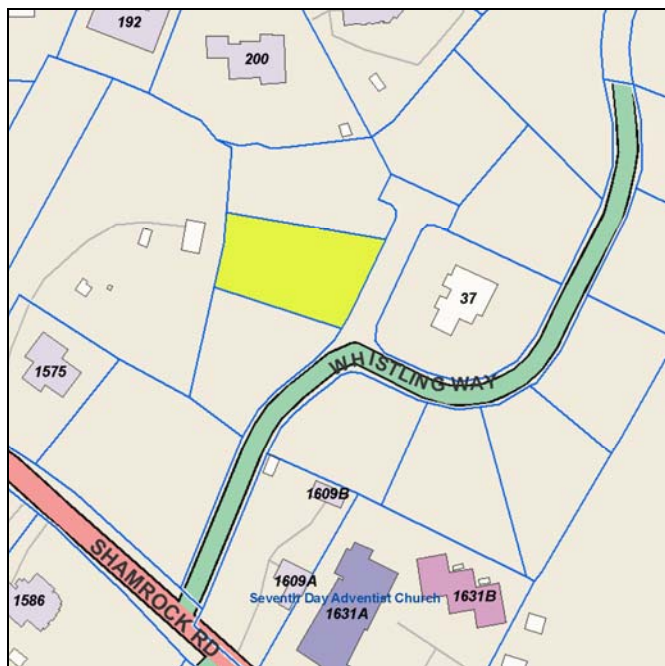 192
200
37
WHISTLING WAY
1575
1609B
1609A
Seventh Day Adventist Church
1631A
1631B
SHAMROCK RD
1586